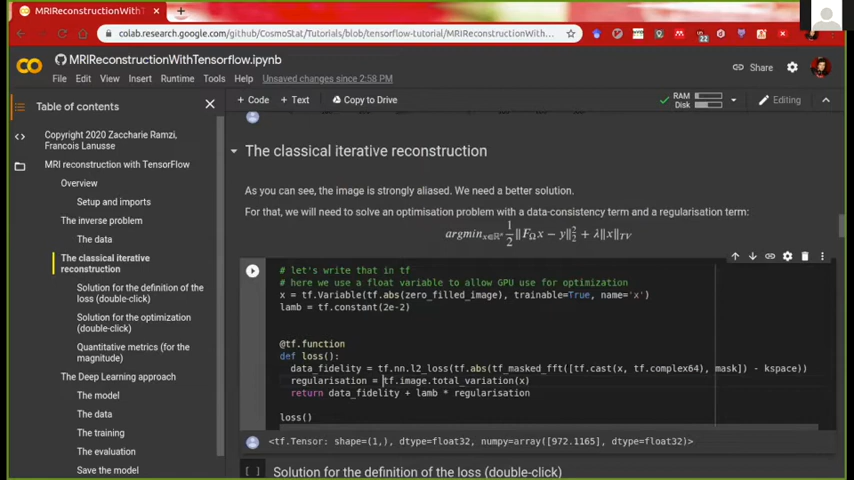 MRIReconstructionWithT
colab.research.google.com/github/CosmoStat/Tutorials/blob/tensorflow-tutorial/MRIReconstructionWith...
22
MRIReconstructionWithTensorflow.ipynb
File Edit View Insert Runtime Tools Help Unsaved changes since 2:58 PM
Share
Table of contents
+ Code + Text Copy to Drive
RAM
Disk
Editing
Copyright 2020 Zaccharie Ramzi,
Francois Lanusse
MRI reconstruction with TensorFlow
Overview
Setup and imports
The inverse problem
The data
The classical iterative
reconstruction
Solution for the definition of the
loss (double-click)
Solution for the optimization
(double-click)
Quantitative metrics (for the
magnitude)
The Deep Learning approach
The model
The data
The training
The evaluation
Save the model
The classical iterative reconstruction
As you can see, the image is strongly aliased. We need a better solution.
For that, we will need to solve an optimisation problem with a data-consistency term and a regularisation term:
argmin_{x∈ℝ^n} 1/2 ‖F_Ω x − y‖²₂ + λ‖x‖_TV
# let's write that in tf
# here we use a float variable to allow GPU use for optimization
x = tf.Variable(tf.abs(zero_filled_image), trainable=True, name='x')
lamb = tf.constant(2e-2)
@tf.function
def loss():
data_fidelity = tf.nn.l2_loss(tf.abs(tf_masked_fft([tf.cast(x, tf.complex64), mask]) - kspace))
regularisation = tf.image.total_variation(x)
return data_fidelity + lamb * regularisation
loss()
<tf.Tensor: shape=(1,), dtype=float32, numpy=array([972.1165], dtype=float32)>
[ ] Solution for the definition of the loss (double-click)